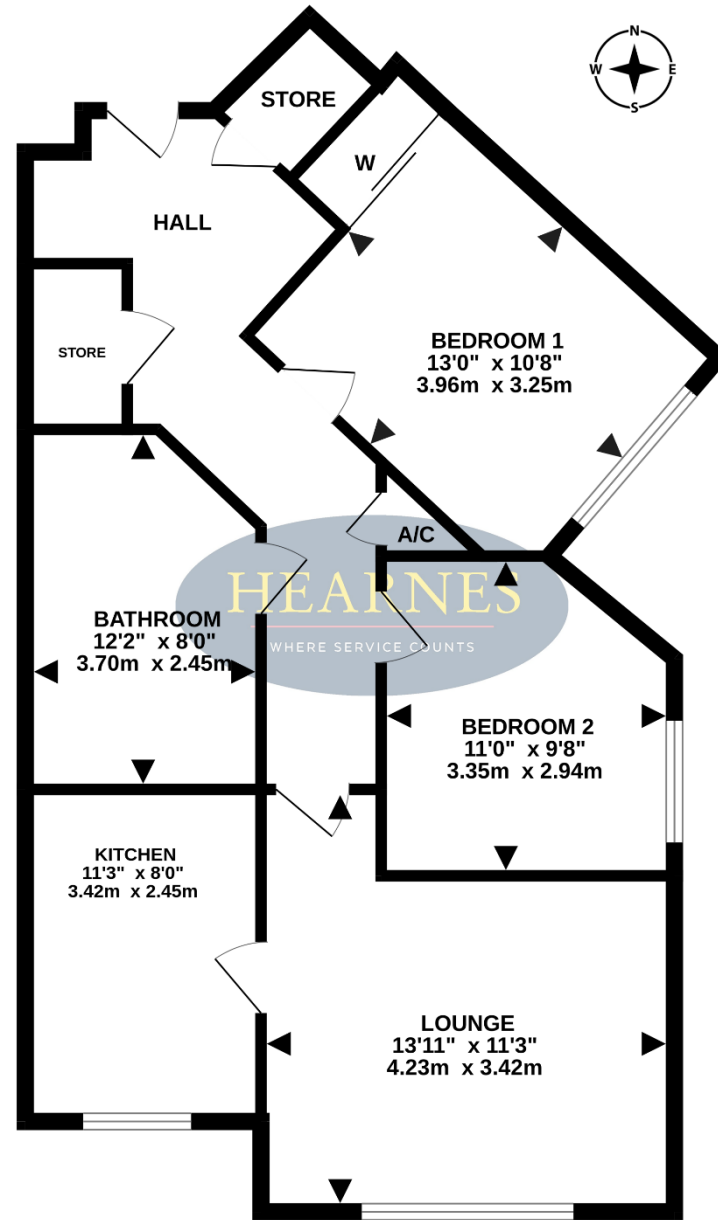 N
W E
S
STORE
W
HALL
BEDROOM 1
13'0" x 10'8"
3.96m x 3.25m
STORE
A/C
HEARNES
WHERE SERVICE COUNTS
BATHROOM
12'2" x 8'0"
3.70m x 2.45m
BEDROOM 2
11'0" x 9'8"
3.35m x 2.94m
KITCHEN
11'3" x 8'0"
3.42m x 2.45m
LOUNGE
13'11" x 11'3"
4.23m x 3.42m